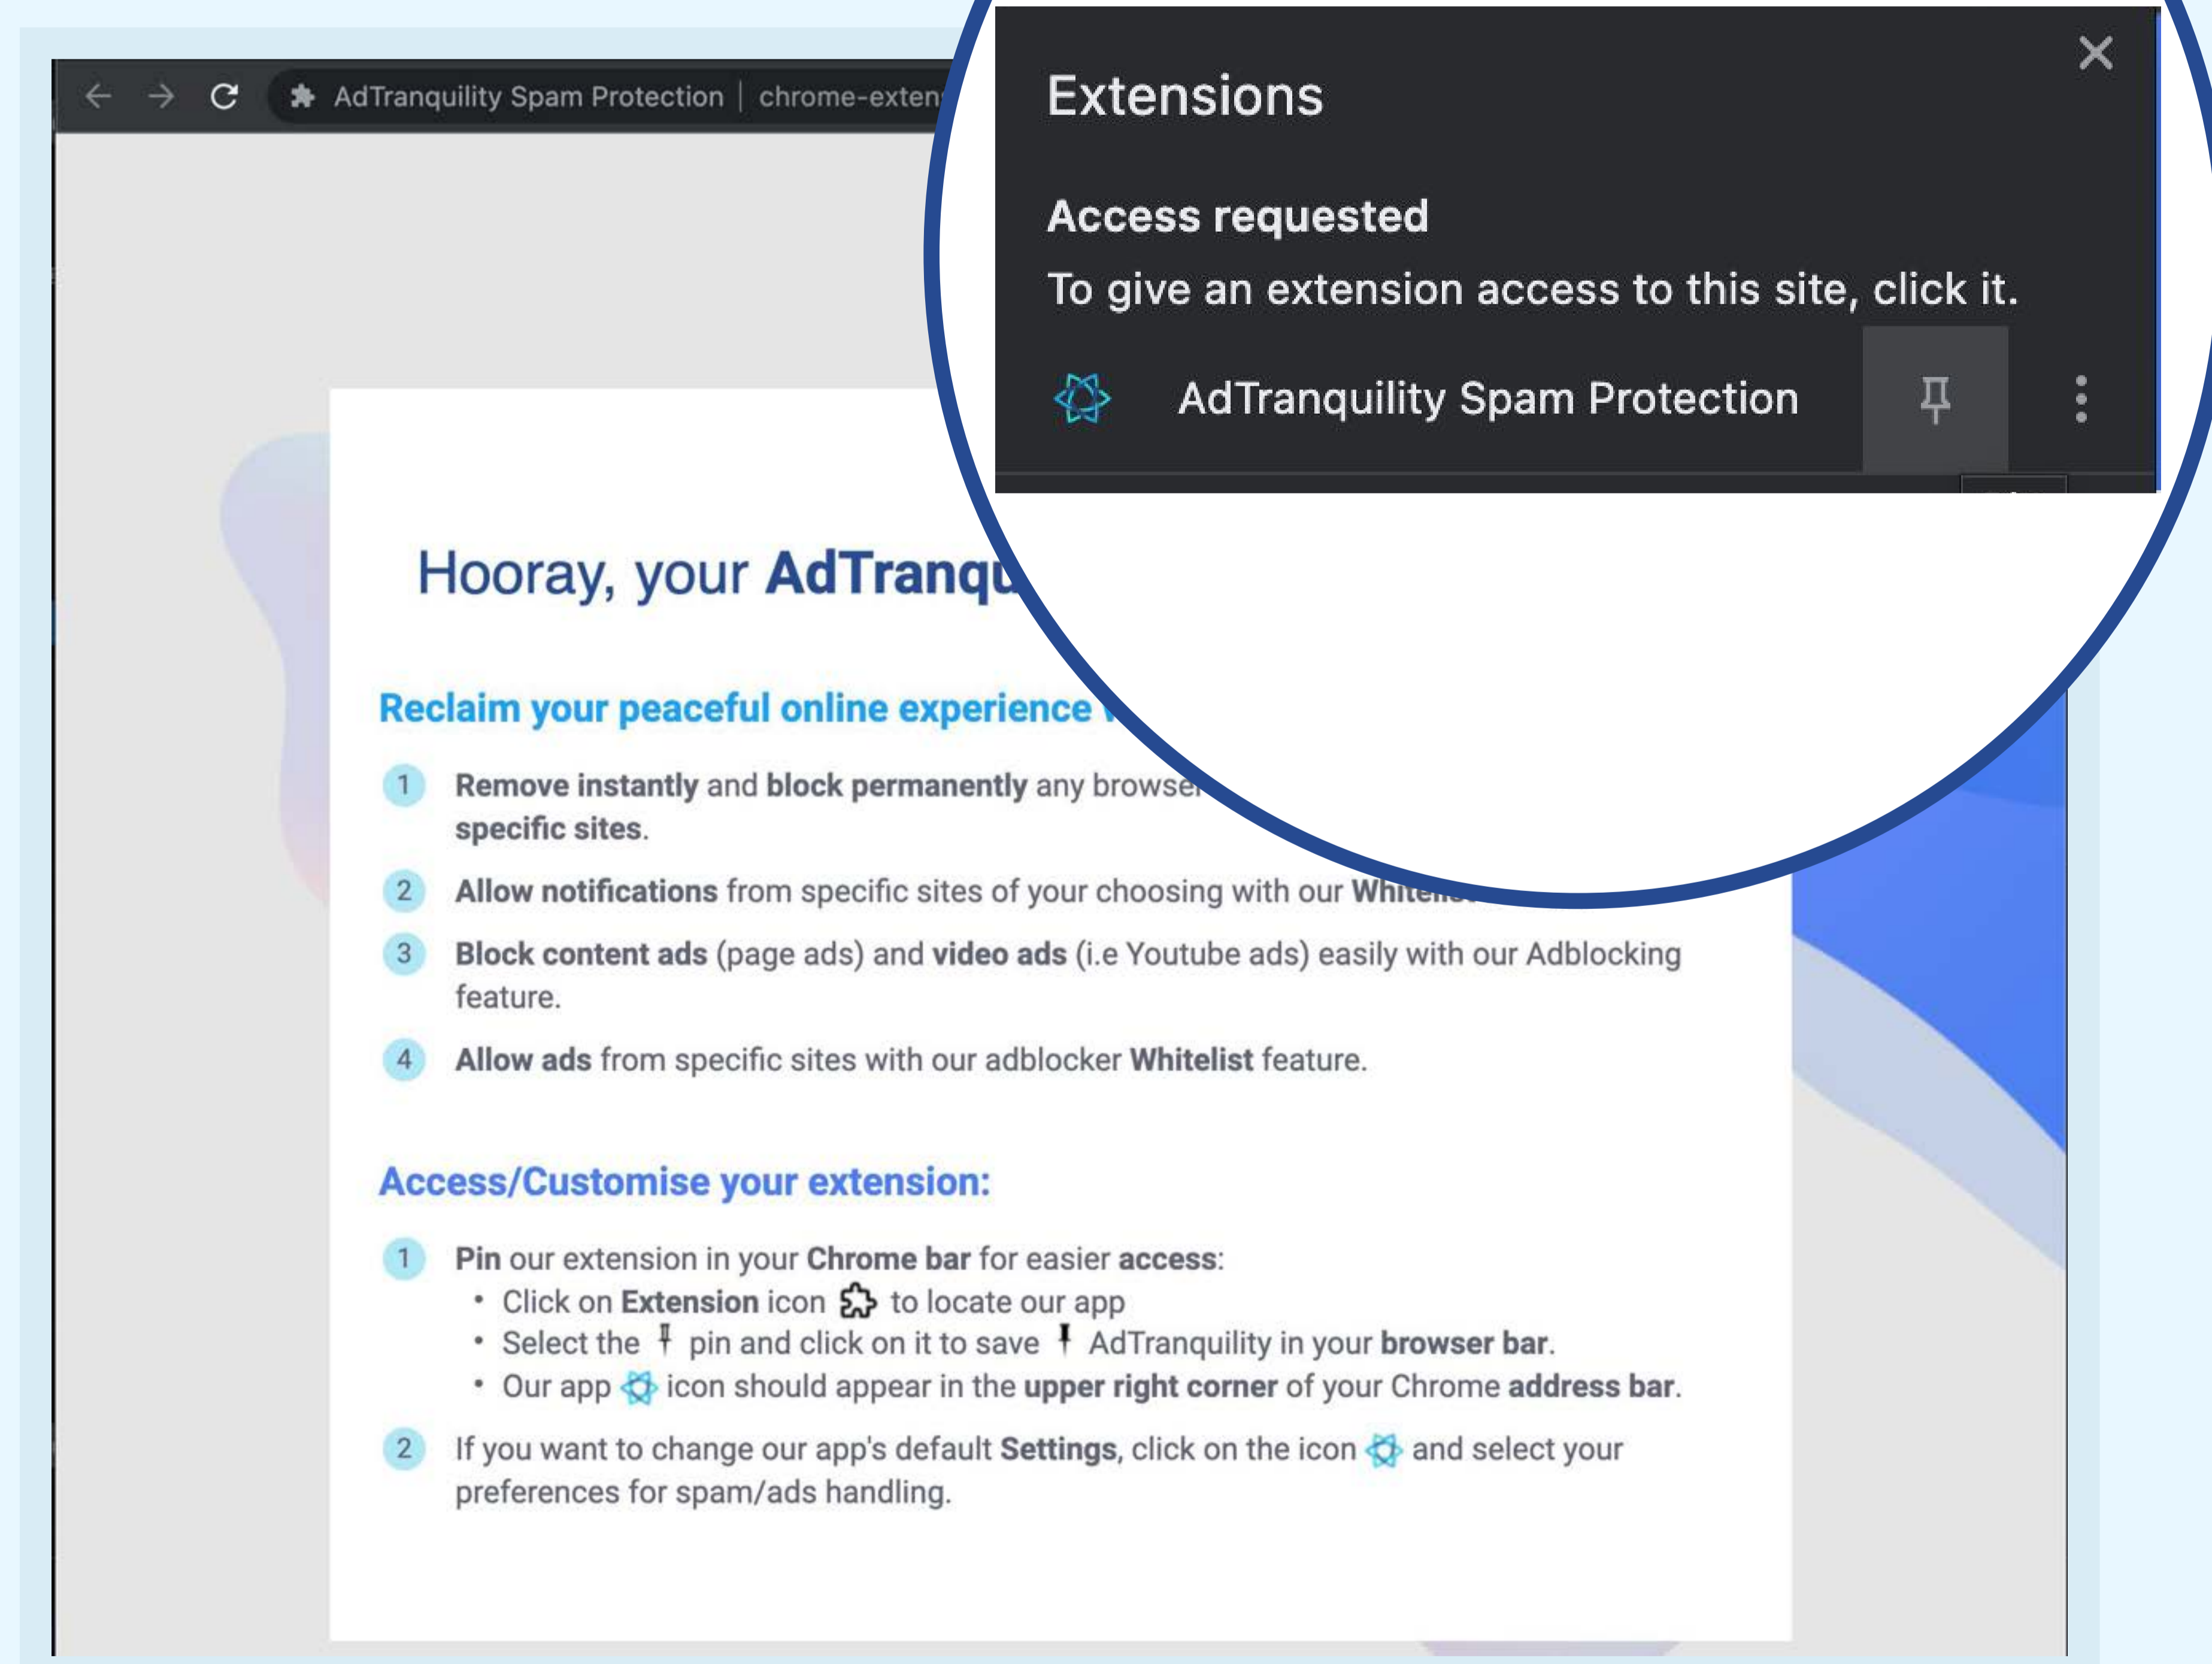 AdTranquility Spam Protection | chrome-exten
Extensions
Access requested
To give an extension access to this site, click it.
AdTranquility Spam Protection
Hooray, your AdTranqu
Reclaim your peaceful online experience
1 Remove instantly and block permanently any browser
specific sites.
2 Allow notifications from specific sites of your choosing with our Whitelist
3 Block content ads (page ads) and video ads (i.e Youtube ads) easily with our Adblocking
feature.
4 Allow ads from specific sites with our adblocker Whitelist feature.
Access/Customise your extension:
1 Pin our extension in your Chrome bar for easier access:
• Click on Extension icon to locate our app
• Select the pin and click on it to save AdTranquility in your browser bar.
• Our app icon should appear in the upper right corner of your Chrome address bar.
2 If you want to change our app's default Settings, click on the icon and select your
preferences for spam/ads handling.